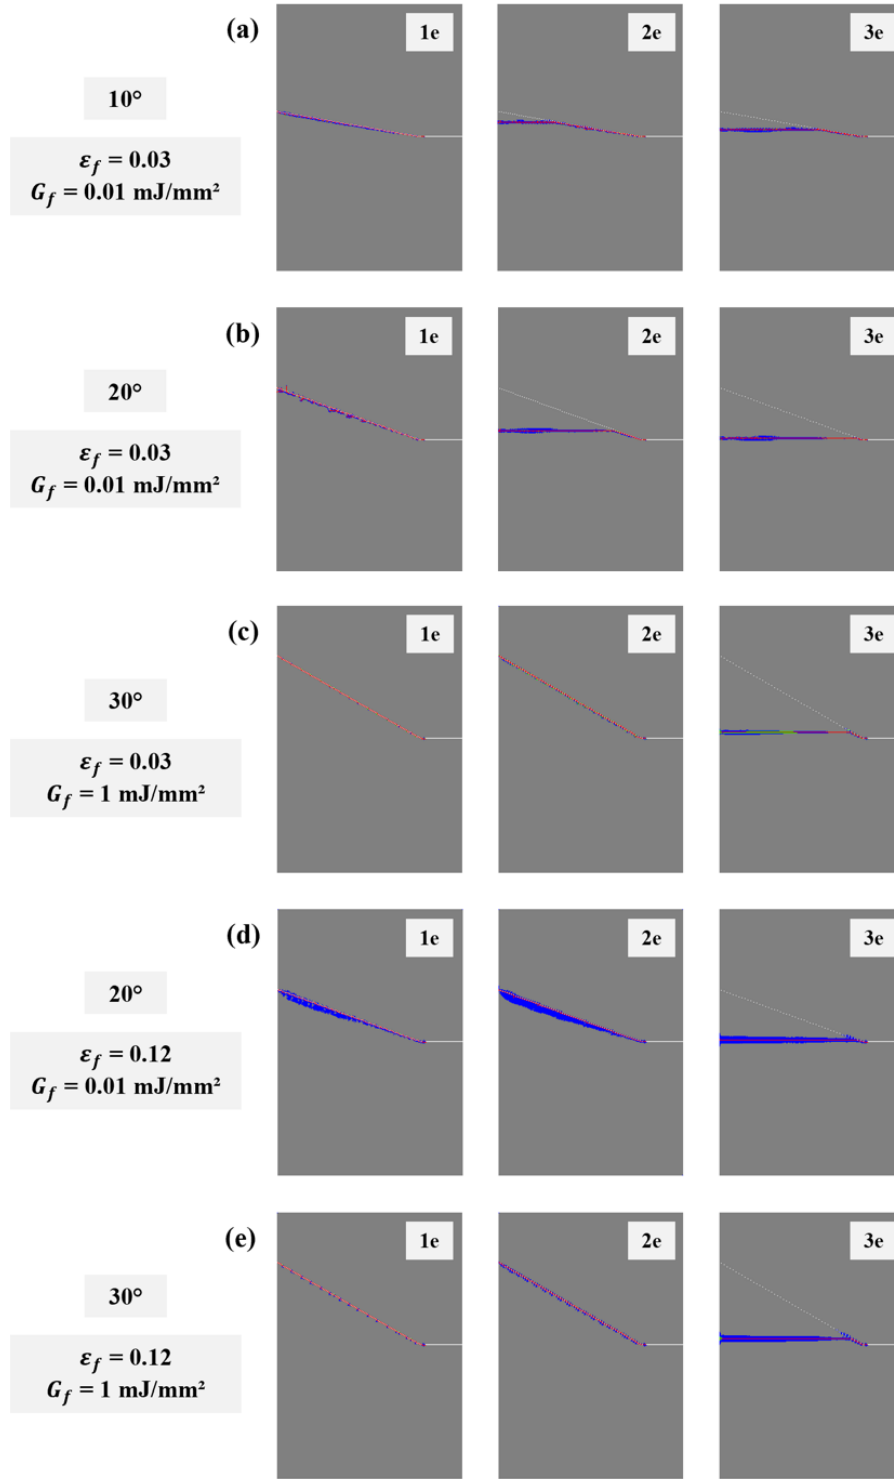 (a)
1e
2e
3e
10°
εf = 0.03
Gf = 0.01 mJ/mm²
(b)
1e
2e
3e
20°
εf = 0.03
Gf = 0.01 mJ/mm²
(c)
1e
2e
3e
30°
εf = 0.03
Gf = 1 mJ/mm²
(d)
1e
2e
3e
20°
εf = 0.12
Gf = 0.01 mJ/mm²
(e)
1e
2e
3e
30°
εf = 0.12
Gf = 1 mJ/mm²